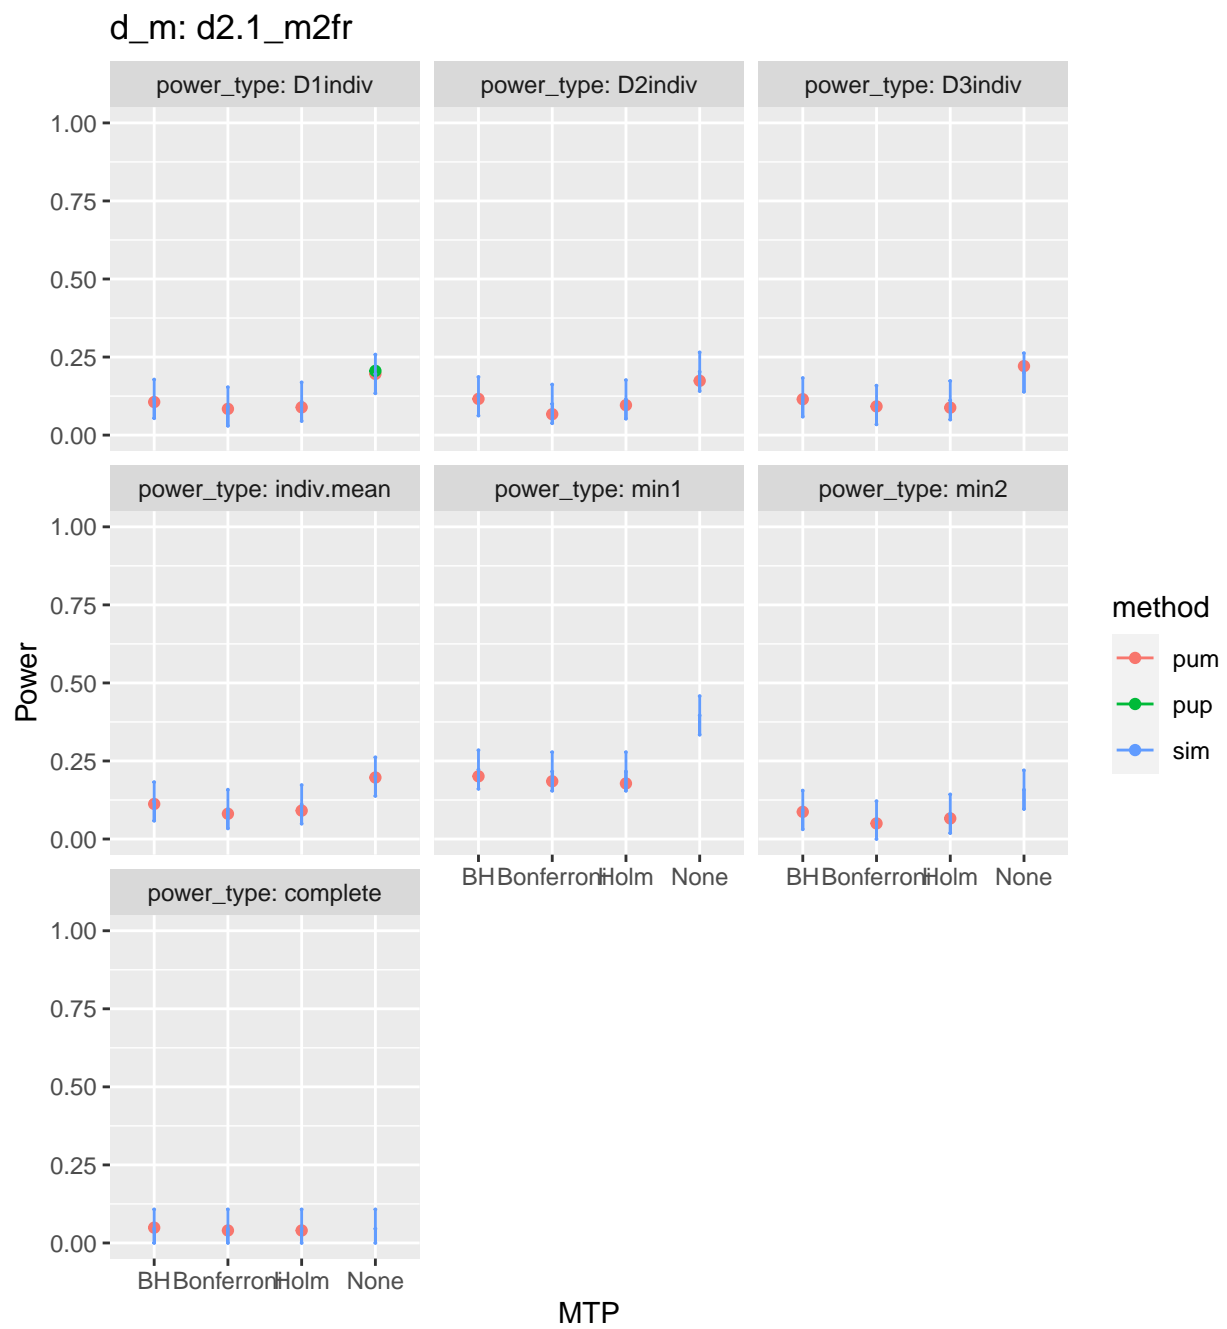 d_m: d2.1_m2fr
power_type: D1indiv
power_type: D2indiv
power_type: D3indiv
1.00
0.75
0.50
0.25
0.00
power_type: indiv.mean
power_type: min1
power_type: min2
1.00
0.75
0.50
0.25
0.00
BH Bonferroni Holm None
BH Bonferroni Holm None
power_type: complete
1.00
0.75
0.50
0.25
0.00
BH Bonferroni Holm None
MTP
Power
method
pum
pup
sim